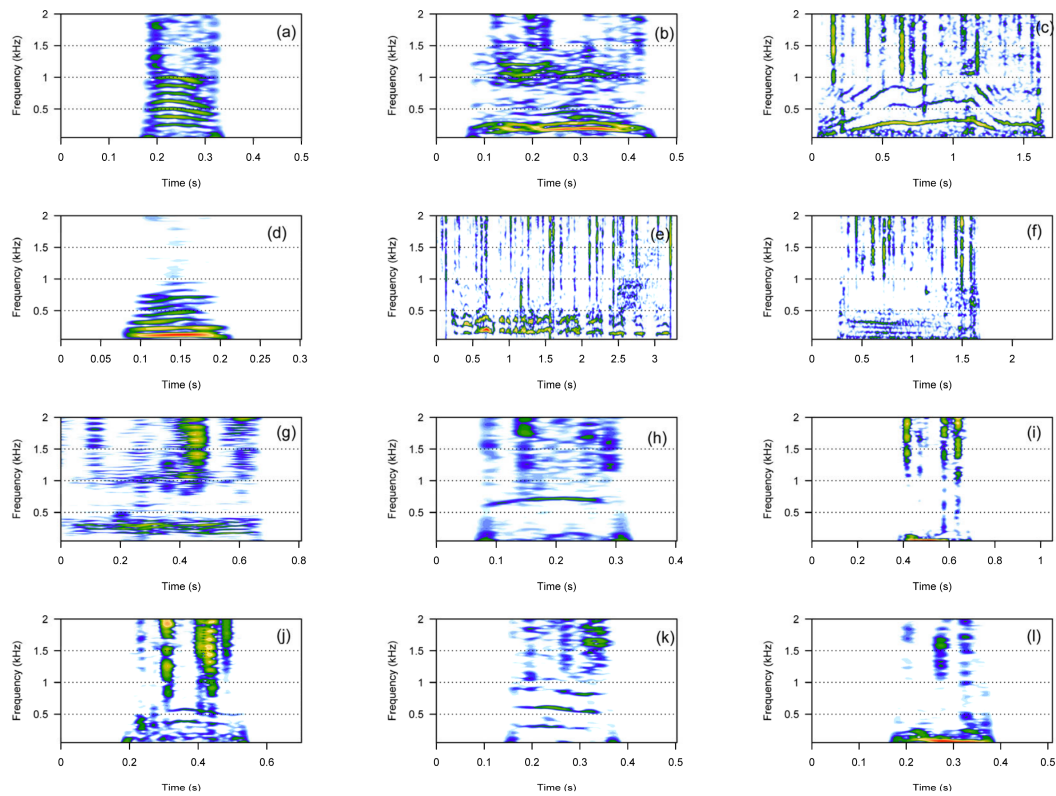 (a) (b) (c)
Frequency (kHz) Frequency (kHz) Frequency (kHz)
2 2 2
1.5 1.5 1.5
1 1 1
0.5 0.5 0.5
0 0.1 0.2 0.3 0.4 0.5 0 0.1 0.2 0.3 0.4 0.5 0 0.5 1 1.5
Time (s) Time (s) Time (s)
(d) (e) (f)
Frequency (kHz) Frequency (kHz) Frequency (kHz)
2 2 2
1.5 1.5 1.5
1 1 1
0.5 0.5 0.5
0 0.05 0.1 0.15 0.20 0.25 0.3 0 0.5 1 1.5 2 2.5 3 0 0.5 1 1.5 2
Time (s) Time (s) Time (s)
(g) (h) (i)
Frequency (kHz) Frequency (kHz) Frequency (kHz)
2 2 2
1.5 1.5 1.5
1 1 1
0.5 0.5 0.5
0 0.2 0.4 0.6 0.8 0 0.1 0.2 0.3 0.4 0 0.2 0.4 0.6 0.8 1
Time (s) Time (s) Time (s)
(j) (k) (l)
Frequency (kHz) Frequency (kHz) Frequency (kHz)
2 2 2
1.5 1.5 1.5
1 1 1
0.5 0.5 0.5
0 0.2 0.4 0.6 0 0.1 0.2 0.3 0.4 0.5 0 0.1 0.2 0.3 0.4 0.5
Time (s) Time (s) Time (s)